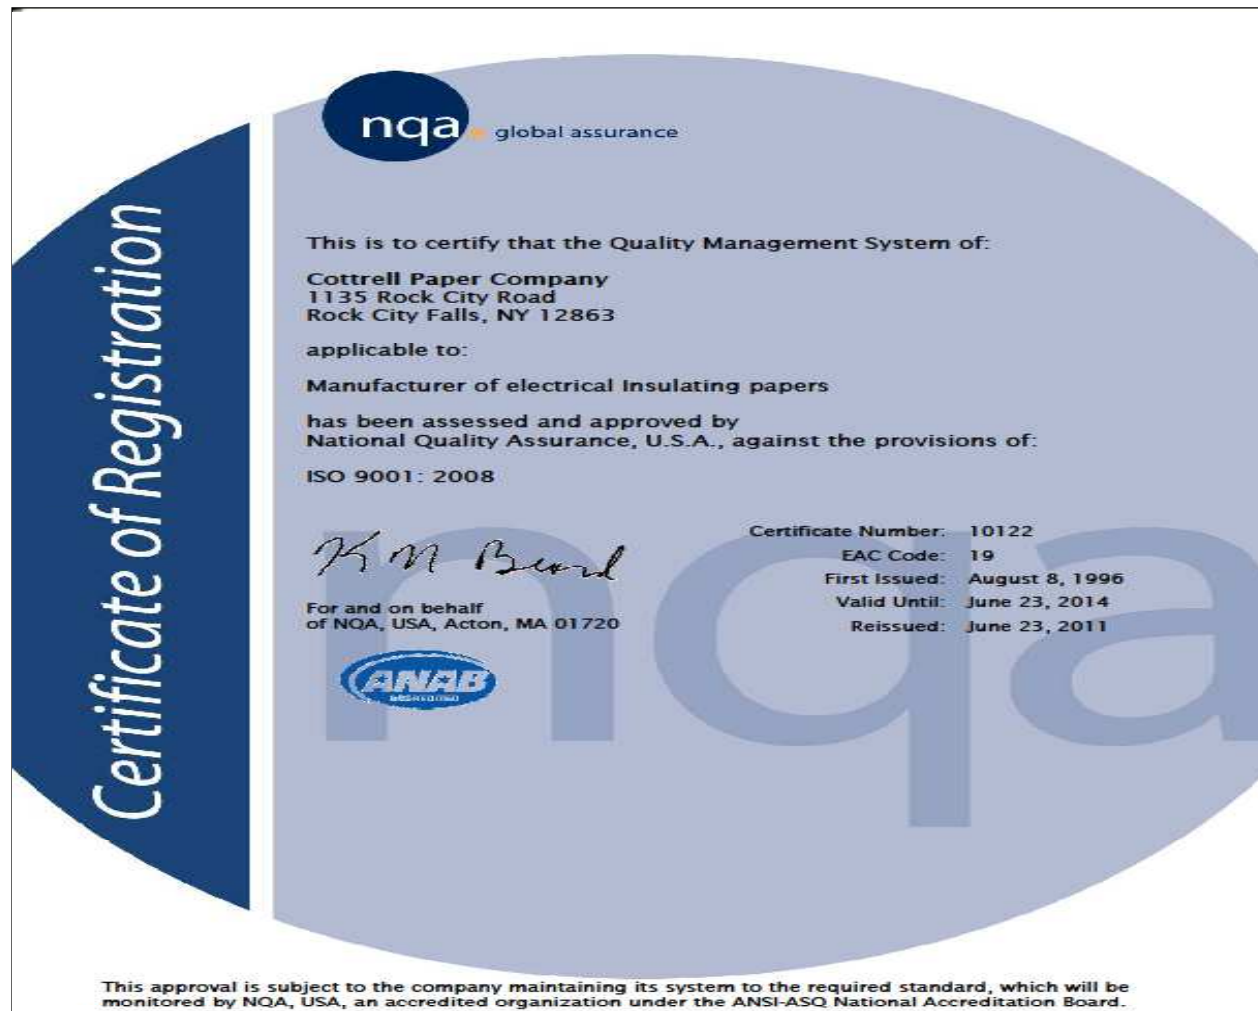 nqa. global assurance
Certificate of Registration
This is to certify that the Quality Management System of:
Cottrell Paper Company
1135 Rock City Road
Rock City Falls, NY 12863
applicable to:
Manufacturer of electrical Insulating papers
has been assessed and approved by
National Quality Assurance, U.S.A., against the provisions of:
ISO 9001: 2008
K M Beard
For and on behalf
of NQA, USA, Acton, MA 01720
Certificate Number: 10122
EAC Code: 19
First Issued: August 8, 1996
Valid Until: June 23, 2014
Reissued: June 23, 2011
ANAB
nqa
This approval is subject to the company maintaining its system to the required standard, which will be
monitored by NQA, USA, an accredited organization under the ANSI-ASQ National Accreditation Board.